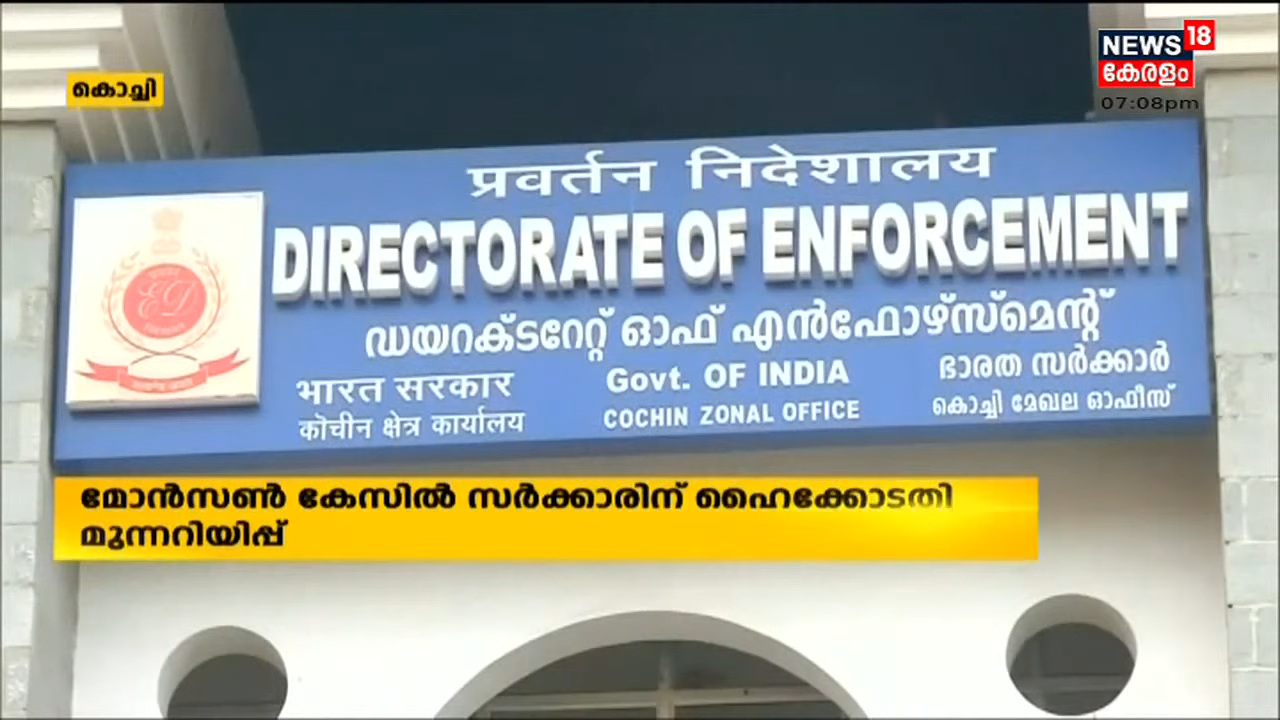 NEWS 18
കേരളം
07:08pm
കൊച്ചി
प्रवर्तन निदेशालय
DIRECTORATE OF ENFORCEMENT
ഡയറക്ടറേറ്റ് ഓഫ് എൻഫോഴ്സ്മെന്റ്
भारत सरकार
Govt. OF INDIA
ഭാരത സർക്കാർ
कोचीन क्षेत्र कार्यालय
COCHIN ZONAL OFFICE
കൊച്ചി മേഖല ഓഫീസ്
ED
മോൻസൺ കേസിൽ സർക്കാരിന് ഹൈക്കോടതി
മുന്നറിയിപ്പ്